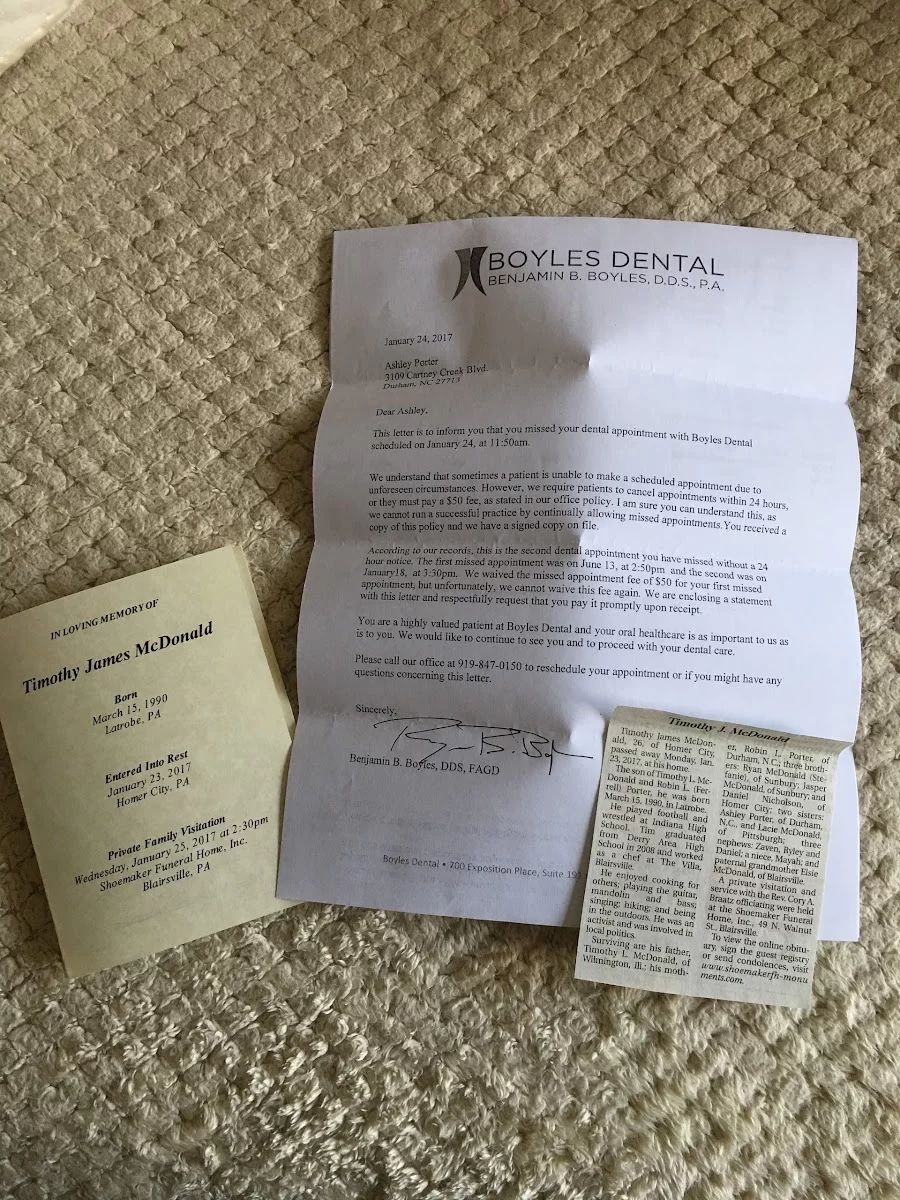 BOYLES DENTAL
BENJAMIN B. BOYLES, D.D.S., P.A.
January 24, 2017
Ashley Porter
3109 Cartney Creek Blvd.
Durham, NC 27713
Dear Ashley,
This letter is to inform you that you missed your dental appointment with Boyles Dental
scheduled on January 24, at 11:50am.
We understand that sometimes a patient is unable to make a scheduled appointment due to
unforeseen circumstances. However, we require patients to cancel appointments within 24 hours,
or they must pay a $50 fee, as stated in our office policy. I am sure you can understand this, as
we cannot run a successful practice by continually allowing missed appointments. You received a
copy of this policy and we have a signed copy on file.
According to our records, this is the second dental appointment you have missed without a 24
hour notice. The first missed appointment was on June 13, at 2:50pm and the second was on
January18, at 3:30pm. We waived the missed appointment fee of $50 for your first missed
appointment, but unfortunately, we cannot waive this fee again. We are enclosing a statement
with this letter and respectfully request that you pay it promptly upon receipt.
You are a highly valued patient at Boyles Dental and your oral healthcare is as important to us as
is to you. We would like to continue to see you and to proceed with your dental care.
Please call our office at 919-847-0150 to reschedule your appointment or if you might have any
questions concerning this letter.
Sincerely,
Benjamin B. Boyles, DDS, FAGD
Boyles Dental • 700 Exposition Place, Suite 191
IN LOVING MEMORY OF
Timothy James McDonald
Born
March 15, 1990
Latrobe, PA
Entered Into Rest
January 23, 2017
Homer City, PA
Private Family Visitation
Wednesday, January 25, 2017 at 2:30pm
Shoemaker Funeral Home, Inc.
Blairsville, PA
Timothy J. McDonald
Timothy James McDon-
ald, 26, of Homer City,
passed away Monday, Jan.
23, 2017, at his home.
The son of Timothy L. Mc-
Donald and Robin L. (Fer-
rell) Porter, he was born
March 15, 1990, in Latrobe.
He played football and
wrestled at Indiana High
School. Tim graduated
from Derry Area High
School in 2008 and worked
as a chef at The Villa,
Blairsville.
He enjoyed cooking for
others; playing the guitar,
mandolin and bass;
singing; hiking; and being
in the outdoors. He was an
activist and was involved in
local politics.
Surviving are his father,
Timothy L. McDonald, of
Wilmington, Ill.; his moth-
er, Robin L. Porter, of
Durham, N.C.; three broth-
ers: Ryan McDonald (Ste-
fanie), of Sunbury; Jasper
McDonald, of Sunbury; and
Daniel Nicholson, of
Homer City; two sisters:
Ashley Porter, of Durham,
N.C., and Lacie McDonald,
of Pittsburgh; three
nephews: Zaven, Ryley and
Daniel; a niece, Mayah; and
paternal grandmother Elsie
McDonald, of Blairsville.
A private visitation and
service with the Rev. Cory A.
Braatz officiating were held
at the Shoemaker Funeral
Home, Inc., 49 N. Walnut
St., Blairsville.
To view the online obitu-
ary, sign the guest registry
or send condolences, visit
www.shoemakerfh-monu
ments.com.